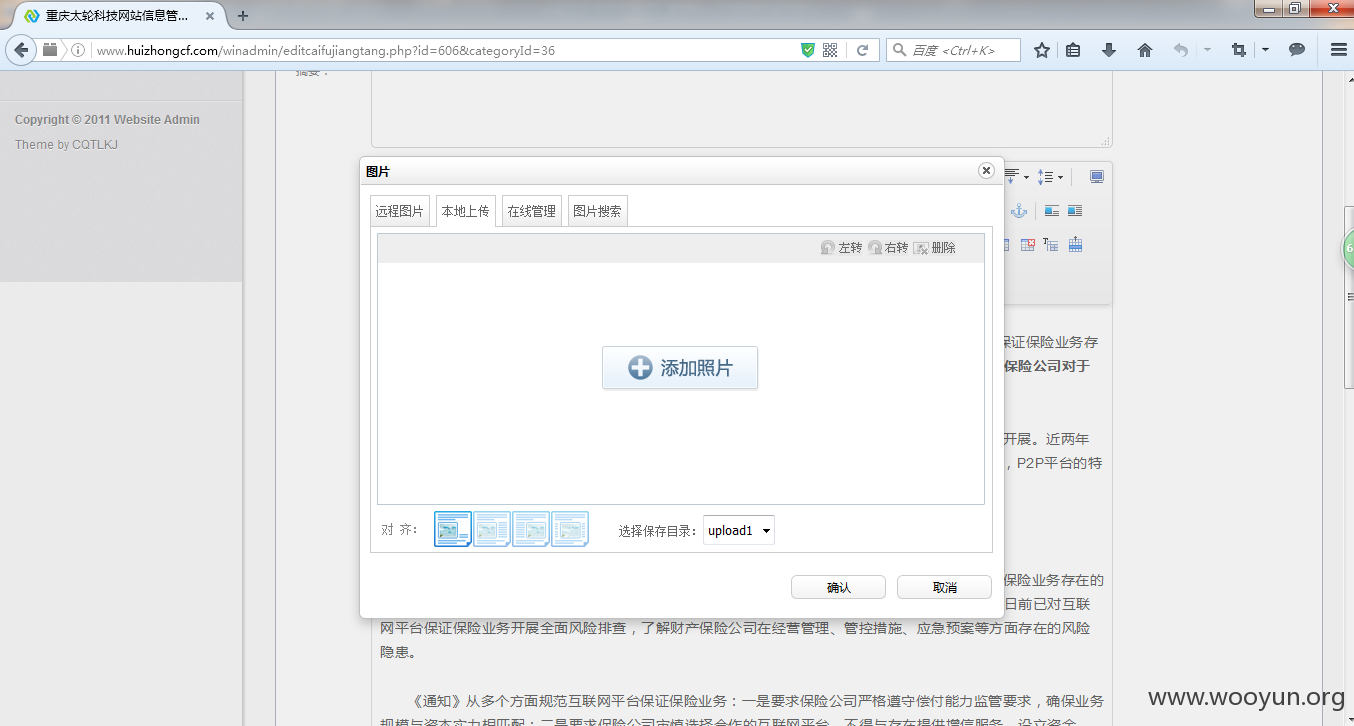 重庆太轮科技网站信息管...
www.huizhongcf.com/winadmin/editcaifujiangtang.php?id=606&categoryId=36
百度 <Ctrl+K>
摘要：
Copyright © 2011 Website Admin
Theme by CQTLKJ
图片
远程图片 本地上传 在线管理 图片搜索
左转 右转 删除
添加照片
对 齐： 选择保存目录： upload1
确认 取消
保证保险业务存
保险公司对于
开展。近两年
，P2P平台的特
保险业务存在的
日前已对互联
网平台保证保险业务开展全面风险排查，了解财产保险公司在经营管理、管控措施、应急预案等方面存在的风险
隐患。
《通知》从多个方面规范互联网平台保证保险业务：一是要求保险公司严格遵守偿付能力监管要求，确保业务
规模与资本实力相匹配；二是要求保险公司审慎选择合作的互联网平台，不得与存在提供增信服务、设立资金
www.wooyun.org